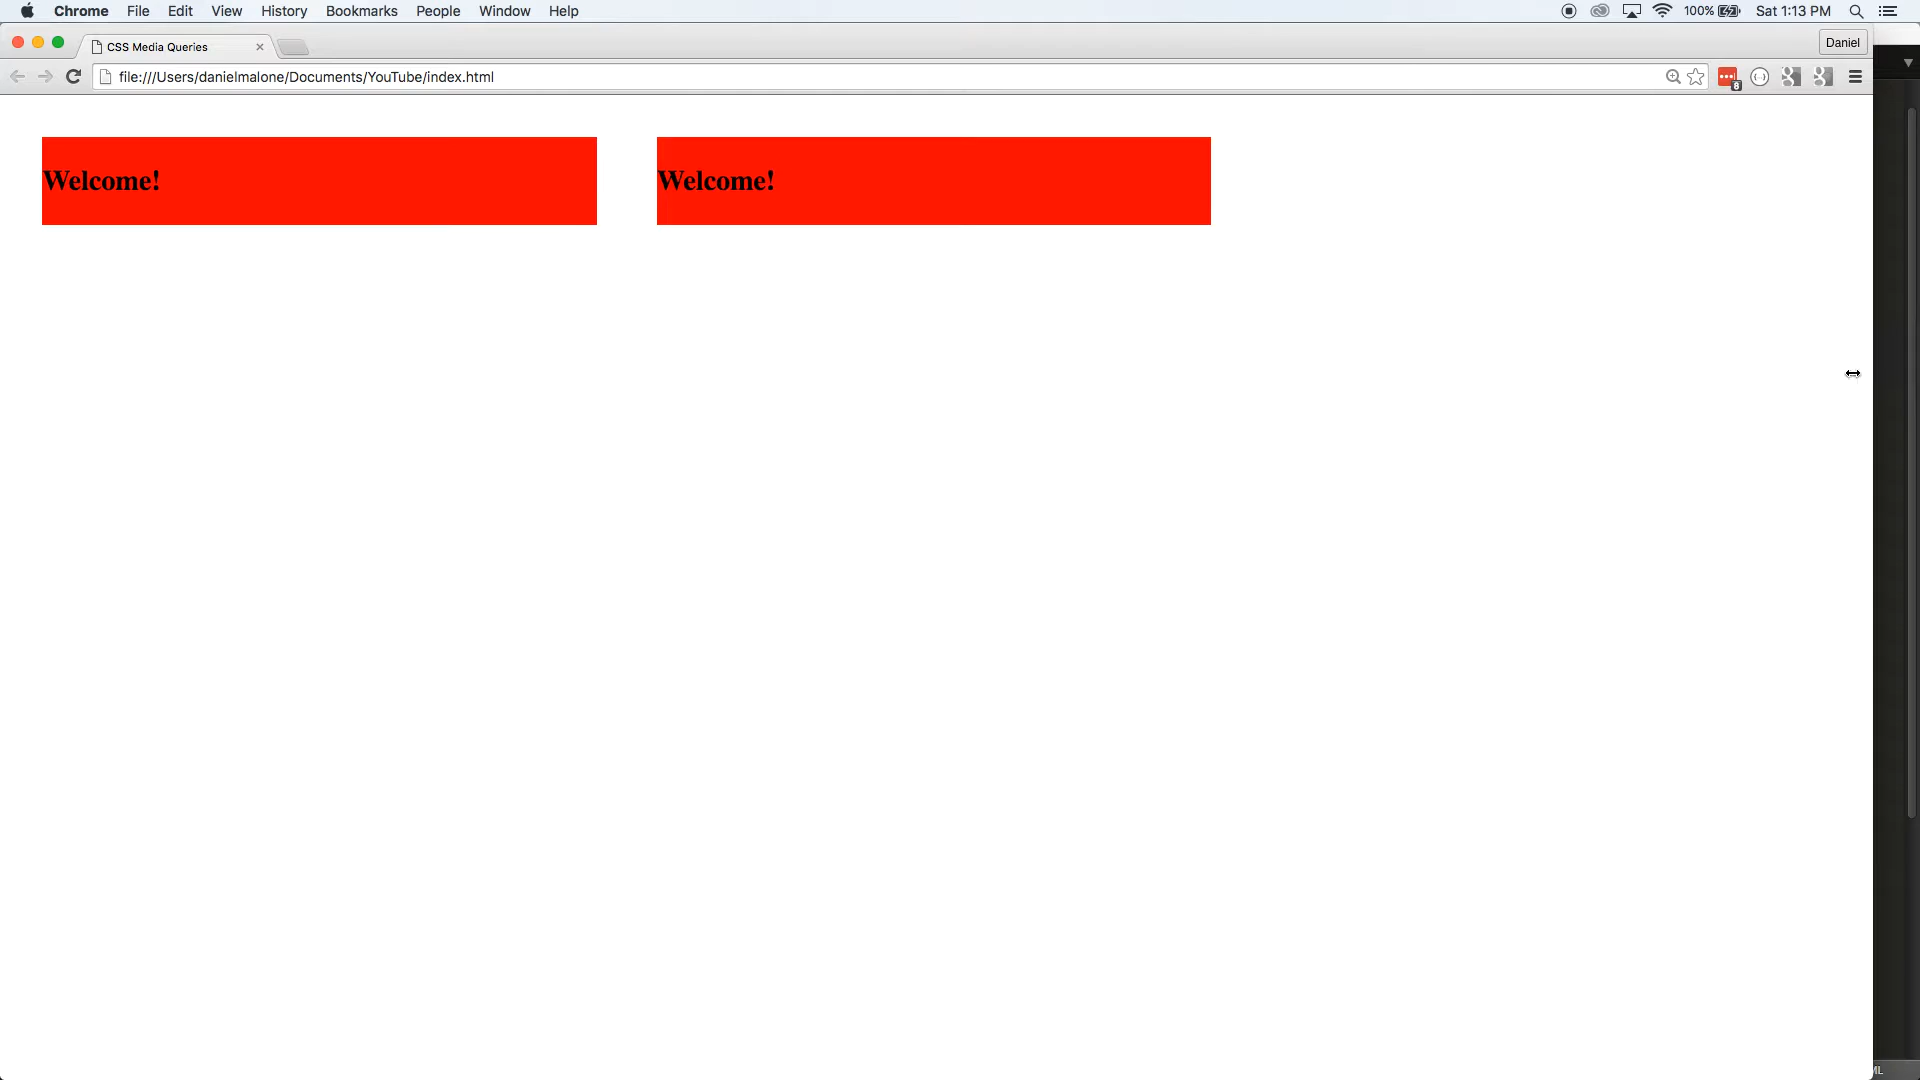 Chrome File Edit View History Bookmarks People Window Help 100% Sat 1:13 PM
CSS Media Queries Daniel
file:///Users/danielmalone/Documents/YouTube/index.html
Welcome! Welcome!